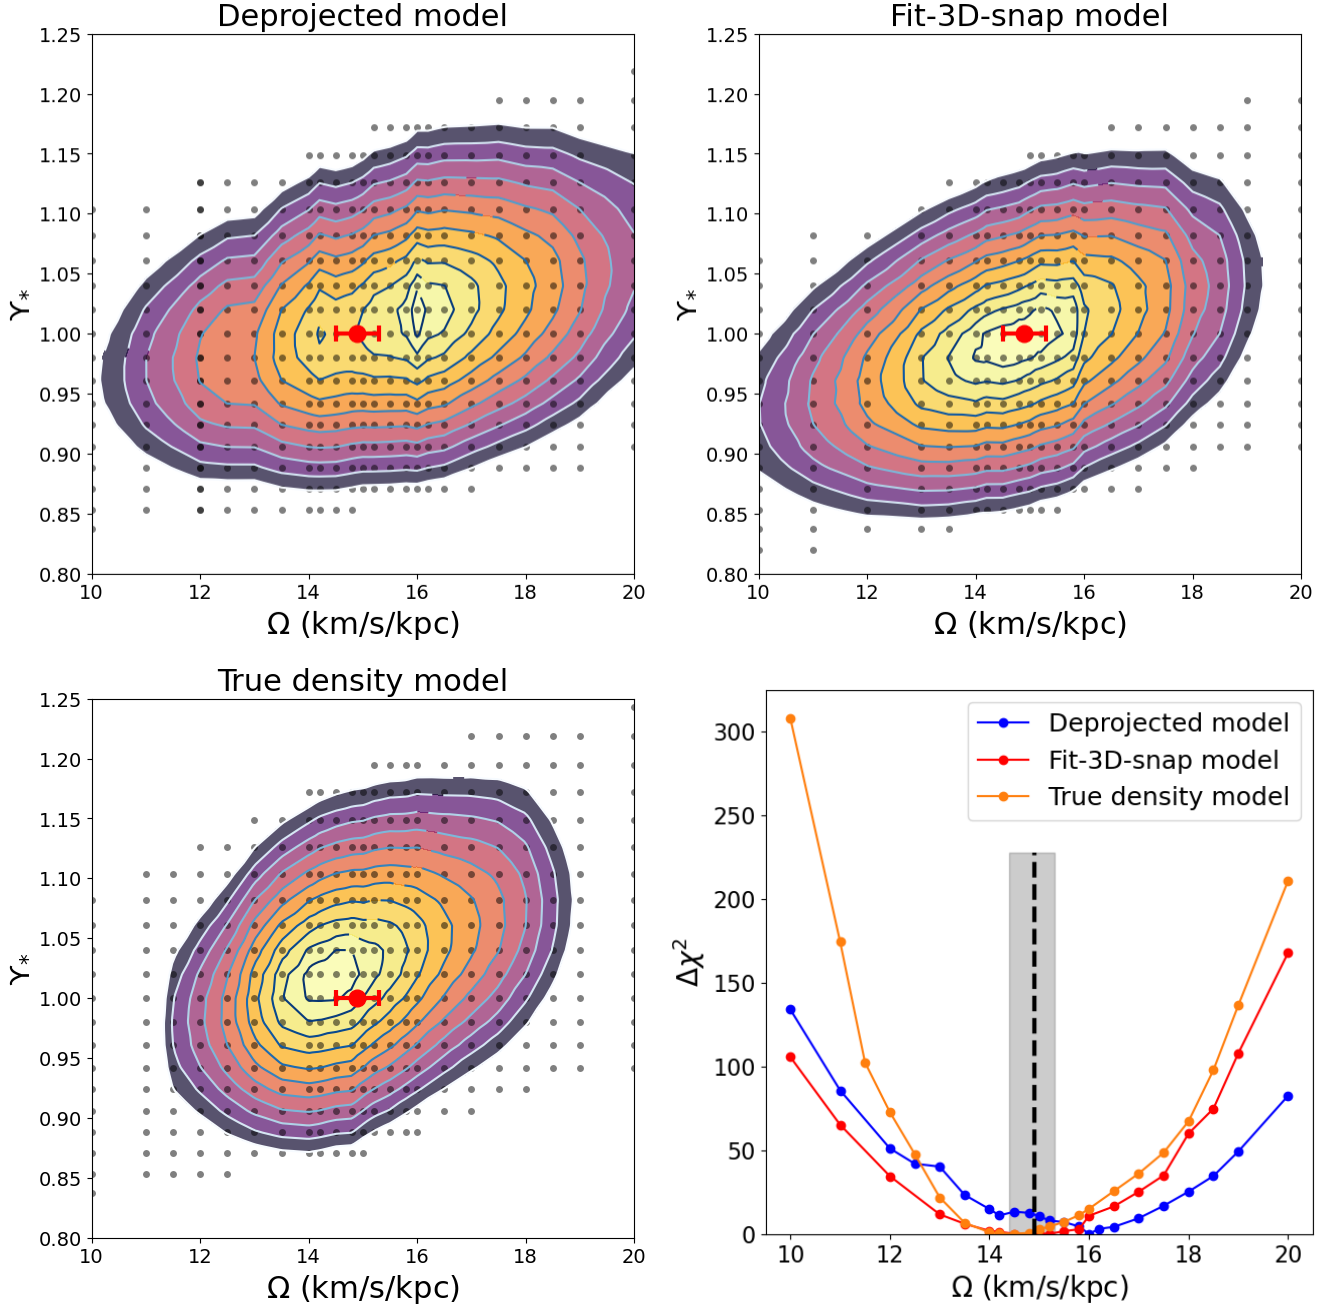 Deprojected model
1.25
1.20
1.15
1.10
1.05
1.00
0.95
0.90
0.85
0.80
ϒ*
10 12 14 16 18 20
Ω (km/s/kpc)
Fit-3D-snap model
1.25
1.20
1.15
1.10
1.05
1.00
0.95
0.90
0.85
0.80
ϒ*
10 12 14 16 18 20
Ω (km/s/kpc)
True density model
1.25
1.20
1.15
1.10
1.05
1.00
0.95
0.90
0.85
0.80
ϒ*
10 12 14 16 18 20
Ω (km/s/kpc)
Deprojected model
Fit-3D-snap model
True density model
300
250
200
150
100
50
0
Δχ²
10 12 14 16 18 20
Ω (km/s/kpc)